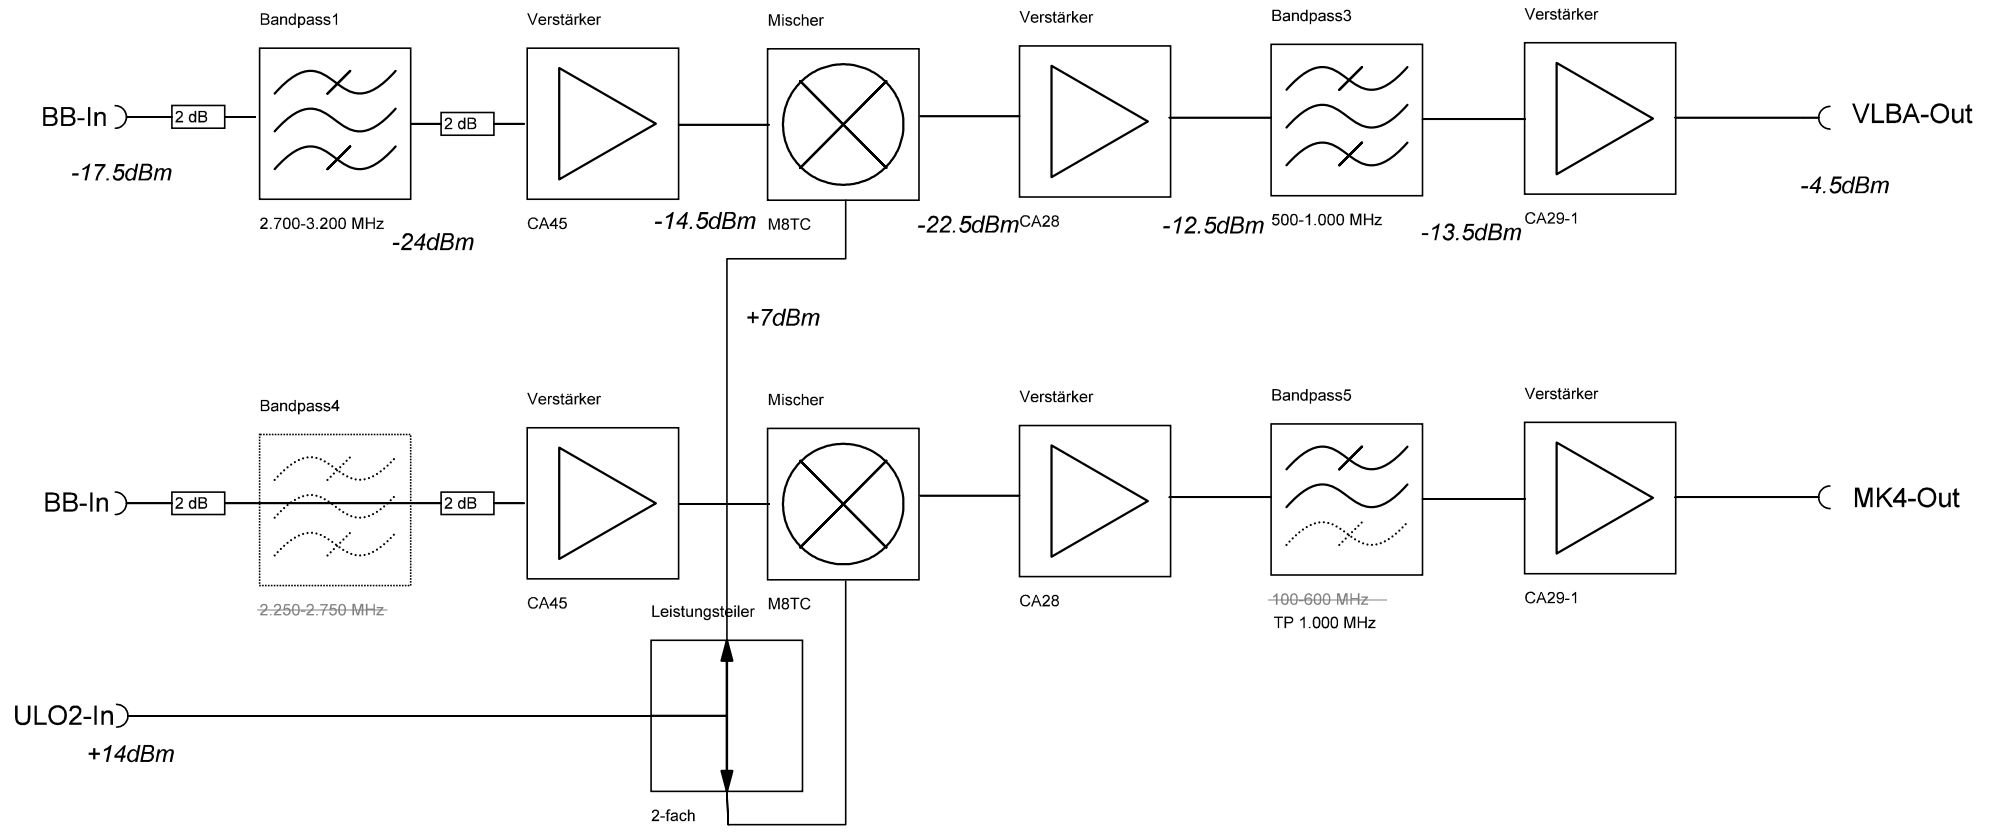 Bandpass1
Verstärker
Mischer
Verstärker
Bandpass3
Verstärker
BB-In
2 dB
2 dB
VLBA-Out
-17.5dBm
-4.5dBm
2.700-3.200 MHz
-24dBm
CA45
-14.5dBm
M8TC
-22.5dBm
CA28
-12.5dBm
500-1.000 MHz
-13.5dBm
CA29-1
+7dBm
Bandpass4
Verstärker
Mischer
Verstärker
Bandpass5
Verstärker
BB-In
2 dB
2 dB
MK4-Out
2.250-2.750 MHz
CA45
Leistungsteiler
M8TC
CA28
100-600 MHz
TP 1.000 MHz
CA29-1
ULO2-In
+14dBm
2-fach